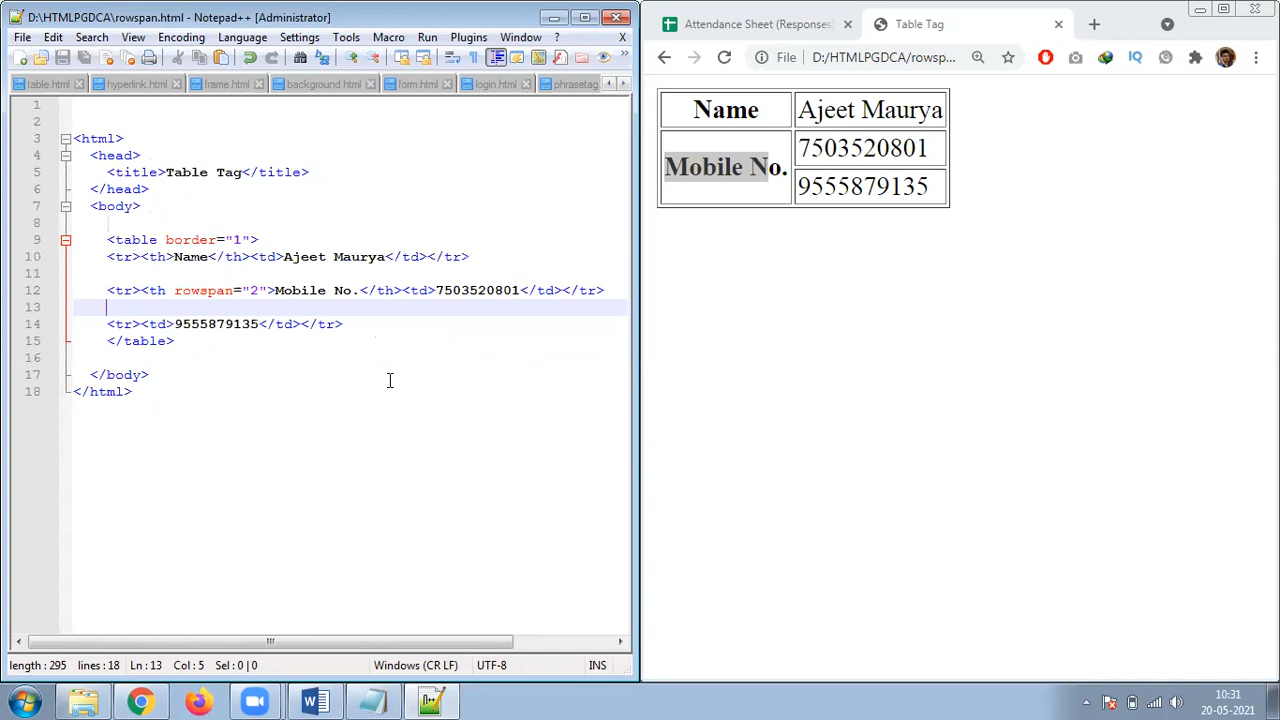 D:\HTMLPGDCA\rowspan.html - Notepad++ [Administrator]
File Edit Search View Encoding Language Settings Tools Macro Run Plugins Window ? X
table.html hyperlink.html frame.html background.html form.html login.html phrasetag
1
2
3 <html>
4 <head>
5 <title>Table Tag</title>
6 </head>
7 <body>
8
9 <table border="1">
10 <tr><th>Name</th><td>Ajeet Maurya</td></tr>
11
12 <tr><th rowspan="2">Mobile No.</th><td>7503520801</td></tr>
13
14 <tr><td>9555879135</td></tr>
15 </table>
16
17 </body>
18 </html>
length : 295 lines : 18 Ln : 13 Col : 5 Sel : 0 | 0 Windows (CR LF) UTF-8 INS
Attendance Sheet (Responses) Table Tag
File D:/HTMLPGDCA/rowsp...
Name Ajeet Maurya
Mobile No. 7503520801
9555879135
10:31
20-05-2021